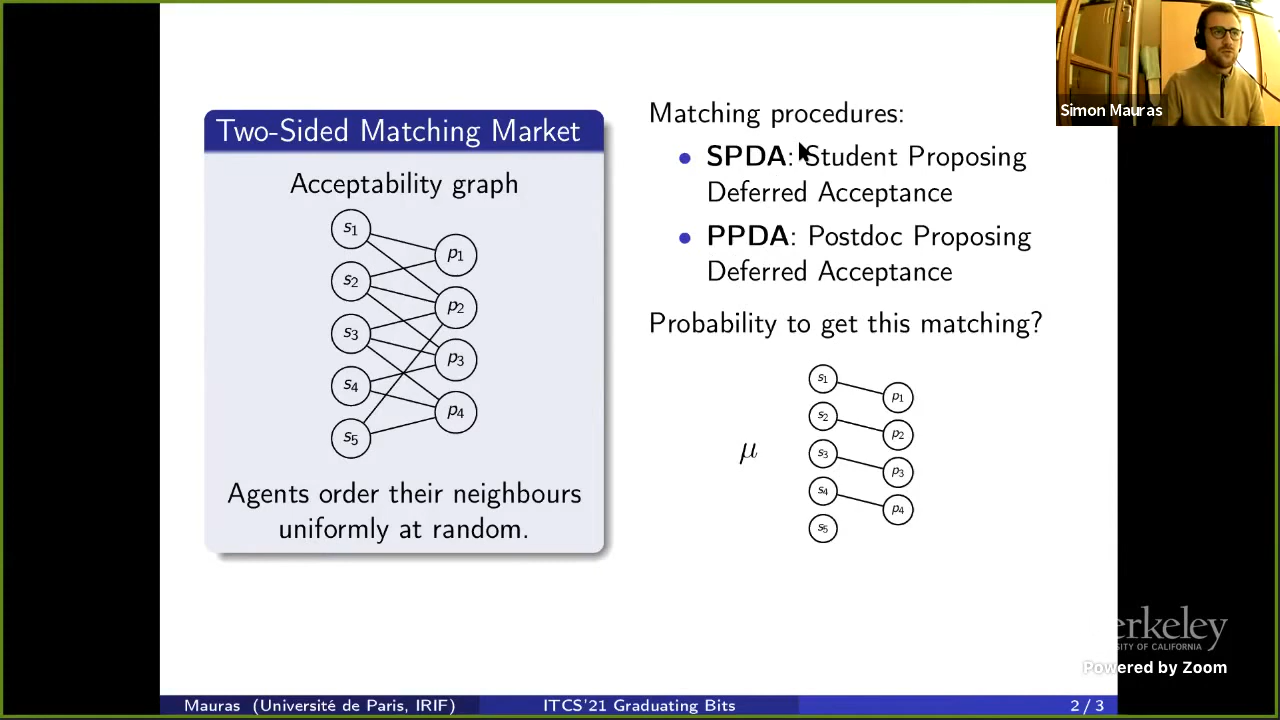 Simon Mauras
Two-Sided Matching Market
Acceptability graph
s1
s2
s3
s4
s5
p1
p2
p3
p4
Agents order their neighbours
uniformly at random.
Matching procedures:
• SPDA: Student Proposing
Deferred Acceptance
• PPDA: Postdoc Proposing
Deferred Acceptance
Probability to get this matching?
μ
s1
s2
s3
s4
s5
p1
p2
p3
p4
erkeley
SITY OF CALIFORNIA
Powered by Zoom
Mauras (Université de Paris, IRIF)
ITCS'21 Graduating Bits
2 / 3